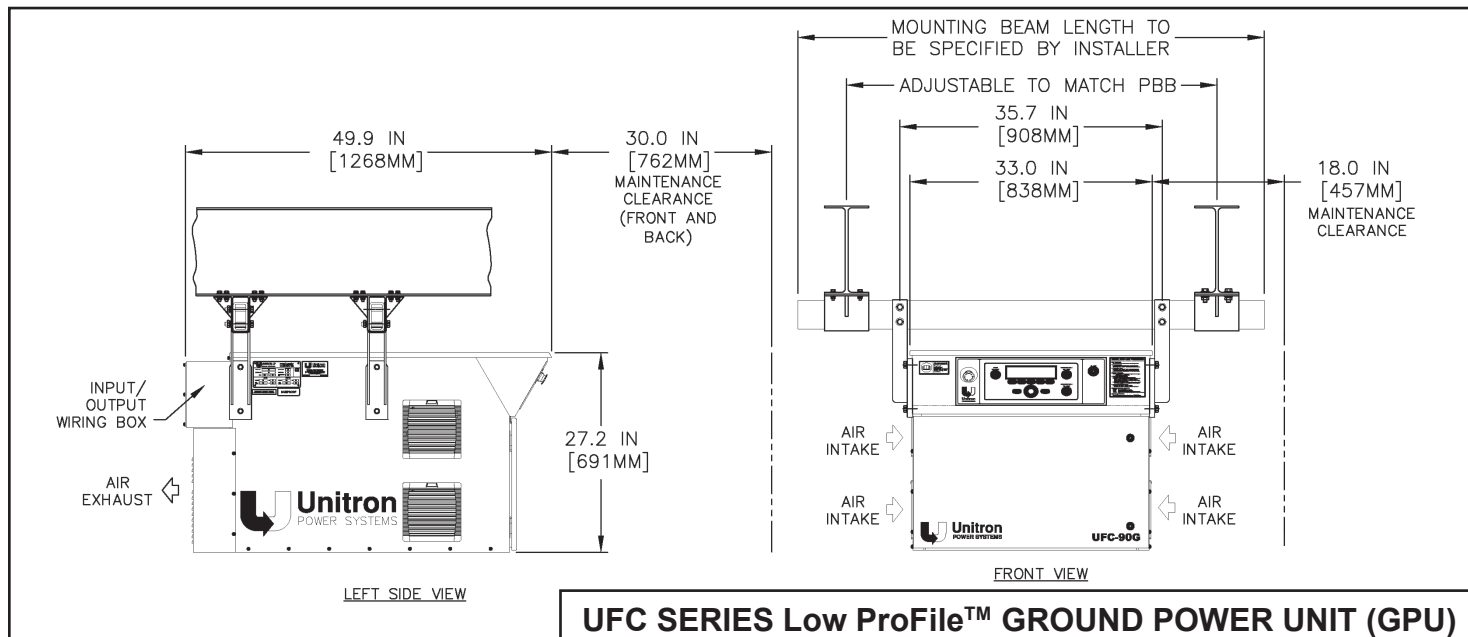 MOUNTING BEAM LENGTH TO
BE SPECIFIED BY INSTALLER
ADJUSTABLE TO MATCH PBB
49.9 IN
[1268MM]
30.0 IN
[762MM]
MAINTENANCE
CLEARANCE
(FRONT AND
BACK)
35.7 IN
[908MM]
33.0 IN
[838MM]
18.0 IN
[457MM]
MAINTENANCE
CLEARANCE
INPUT/
OUTPUT
WIRING BOX
AIR
EXHAUST
Unitron
POWER SYSTEMS
27.2 IN
[691MM]
AIR
INTAKE
AIR
INTAKE
AIR
INTAKE
AIR
INTAKE
Unitron
POWER SYSTEMS
UFC-90G
LEFT SIDE VIEW
FRONT VIEW
UFC SERIES Low ProFile™ GROUND POWER UNIT (GPU)